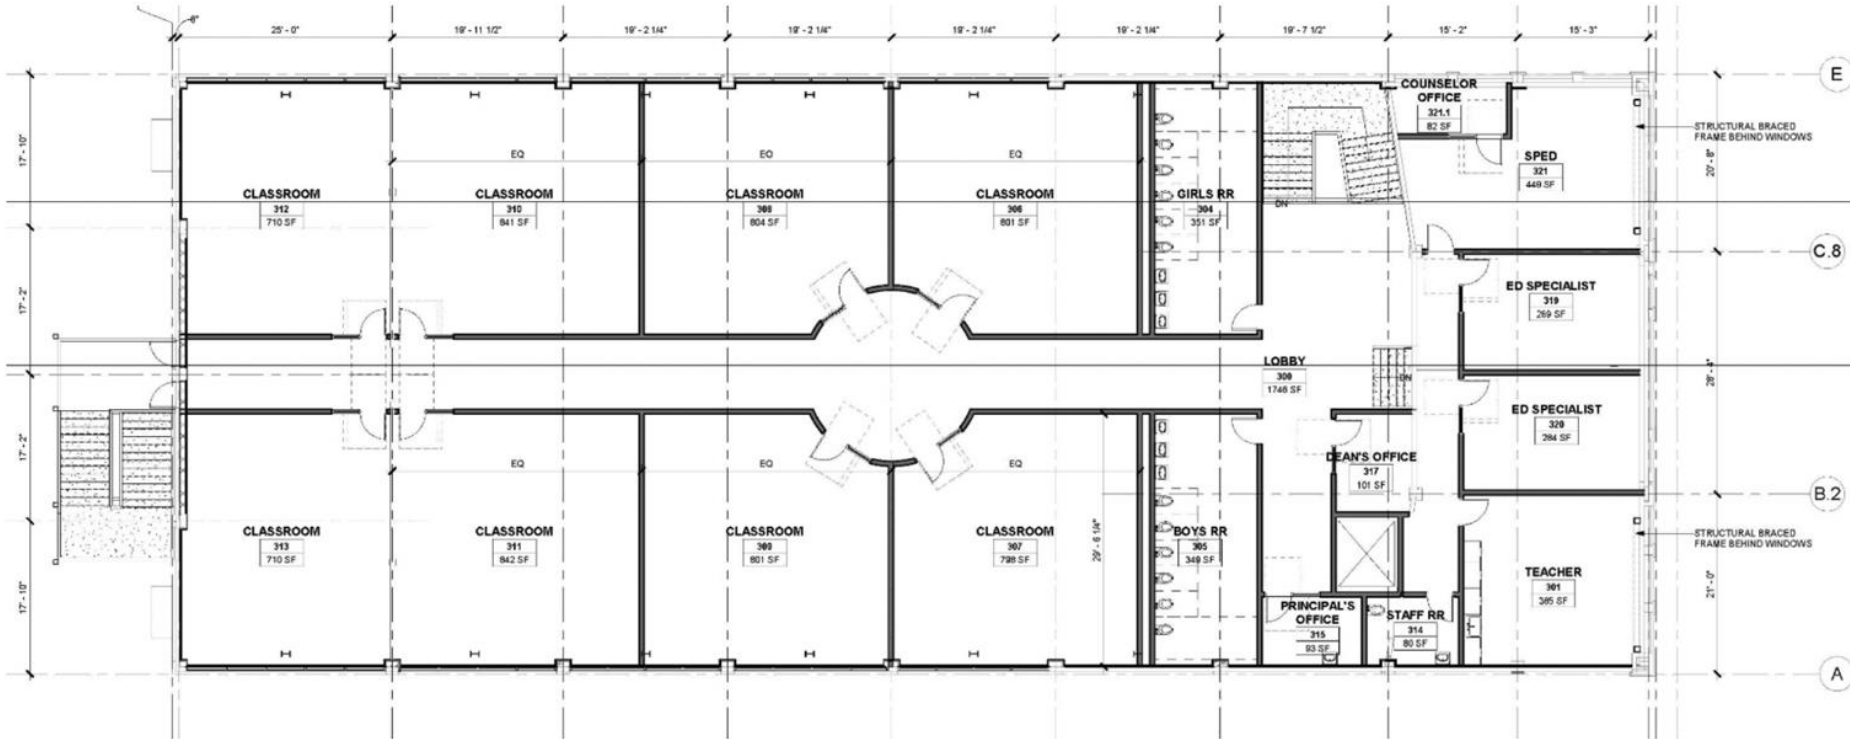 6"
25' - 0"
19' - 11 1/2"
19' - 2 1/4"
19' - 2 1/4"
19' - 2 1/4"
19' - 2 1/4"
19' - 7 1/2"
15' - 2"
15' - 3"
E
COUNSELOR
OFFICE
321.1
82 SF
STRUCTURAL BRACED
FRAME BEHIND WINDOWS
17' - 10"
EQ
EQ
EQ
SPED
321
449 SF
20' - 8"
CLASSROOM
312
710 SF
CLASSROOM
310
841 SF
CLASSROOM
308
804 SF
CLASSROOM
306
801 SF
GIRLS RR
304
351 SF
DN
C.8
17' - 2"
ED SPECIALIST
319
269 SF
LOBBY
300
1746 SF
DN
28' - 4"
ED SPECIALIST
320
284 SF
17' - 2"
EQ
EQ
EQ
DEAN'S OFFICE
317
101 SF
B.2
CLASSROOM
313
710 SF
CLASSROOM
311
842 SF
CLASSROOM
309
801 SF
CLASSROOM
307
798 SF
29' - 6 1/4"
BOYS RR
305
349 SF
STRUCTURAL BRACED
FRAME BEHIND WINDOWS
17' - 10"
TEACHER
301
385 SF
21' - 0"
PRINCIPAL'S
OFFICE
315
93 SF
STAFF RR
314
80 SF
A